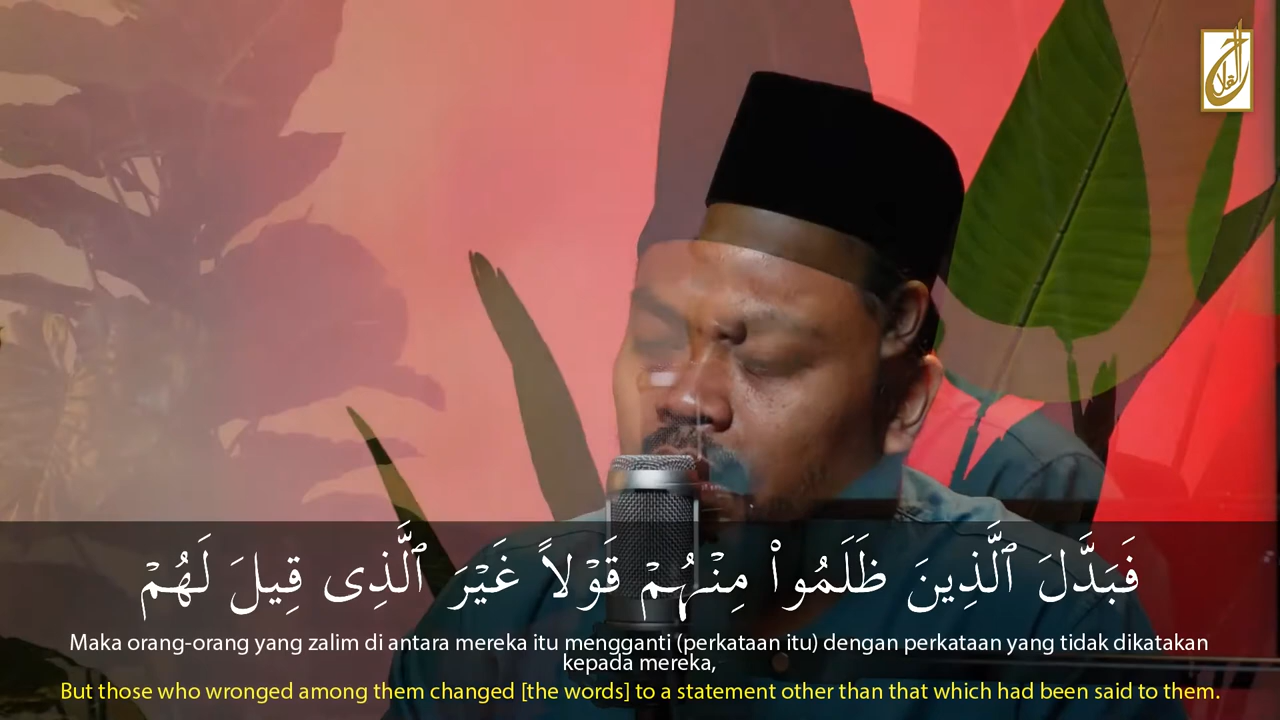 فَبَدَّلَ ٱلَّذِينَ ظَلَمُوا۟ مِنْهُمْ قَوْلاً غَيْرَ ٱلَّذِى قِيلَ لَهُمْ
Maka orang-orang yang zalim di antara mereka itu mengganti (perkataan itu) dengan perkataan yang tidak dikatakan
kepada mereka,
But those who wronged among them changed [the words] to a statement other than that which had been said to them.